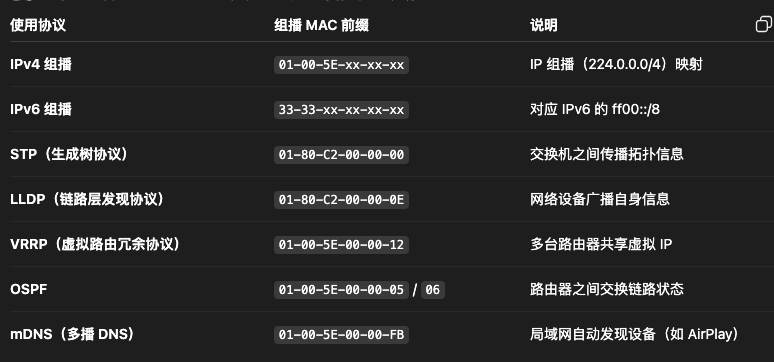 使用协议 组播 MAC 前缀 说明
IPv4 组播 01-00-5E-xx-xx-xx IP 组播（224.0.0.0/4）映射
IPv6 组播 33-33-xx-xx-xx-xx 对应 IPv6 的 ff00::/8
STP（生成树协议） 01-80-C2-00-00-00 交换机之间传播拓扑信息
LLDP（链路层发现协议） 01-80-C2-00-00-0E 网络设备广播自身信息
VRRP（虚拟路由冗余协议） 01-00-5E-00-00-12 多台路由器共享虚拟 IP
OSPF 01-00-5E-00-00-05 / 06 路由器之间交换链路状态
mDNS（多播 DNS） 01-00-5E-00-00-FB 局域网自动发现设备（如 AirPlay）